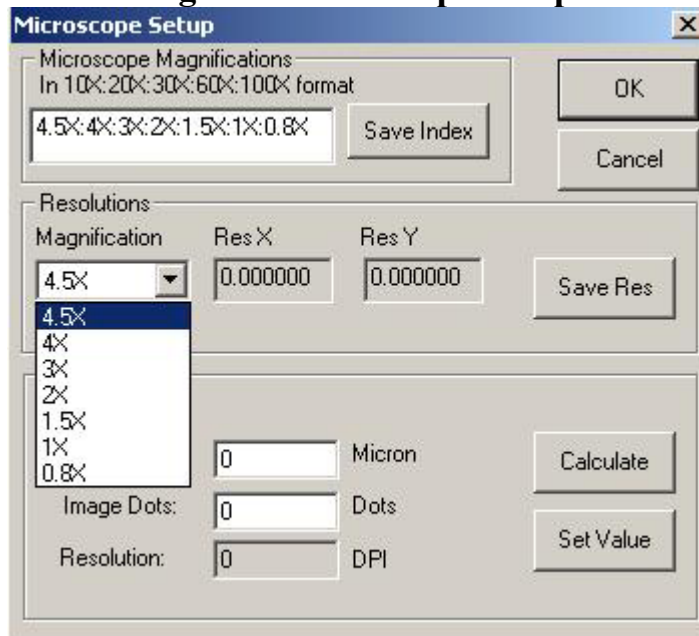 Microscope Setup
Microscope Magnifications
In 10X:20X:30X:60X:100X format
4.5X:4X:3X:2X:1.5X:1X:0.8X
Save Index
OK
Cancel
Resolutions
Magnification Res X Res Y
4.5X 0.000000 0.000000 Save Res
4.5X
4X
3X
2X
1.5X
1X
0.8X
0 Micron Calculate
Image Dots: 0 Dots
Set Value
Resolution: 0 DPI